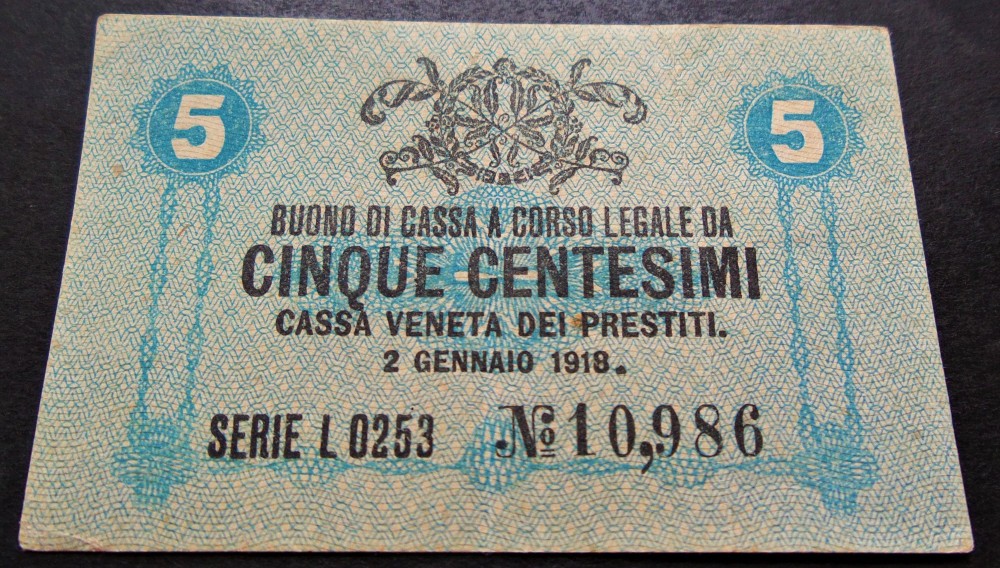 5 5
BUONO DI CASSA A CORSO LEGALE DA
CINQUE CENTESIMI
CASSA VENETA DEI PRESTITI.
2 GENNAIO 1918.
SERIE L 0253 No 10,986